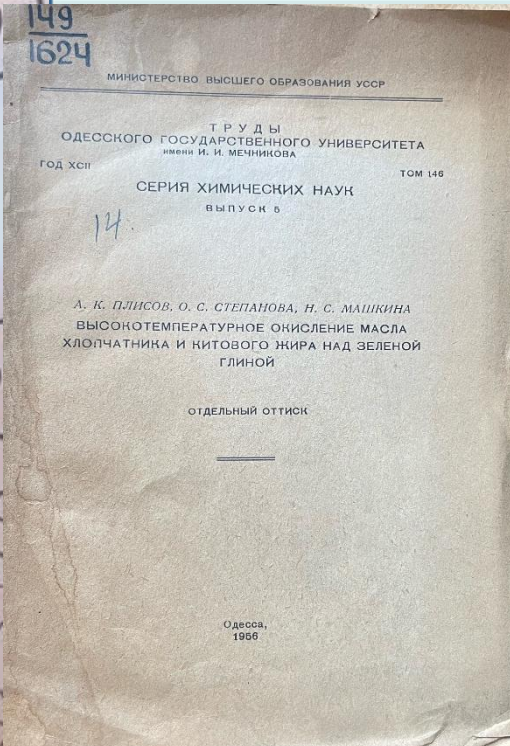 149
1624
МИНИСТЕРСТВО ВЫСШЕГО ОБРАЗОВАНИЯ УССР
ТРУДЫ
ОДЕССКОГО ГОСУДАРСТВЕННОГО УНИВЕРСИТЕТА
имени И. И. МЕЧНИКОВА
ГОД XCII
ТОМ 146
СЕРИЯ ХИМИЧЕСКИХ НАУК
ВЫПУСК 5
14.
А. К. ПЛИСОВ, О. С. СТЕПАНОВА, Н. С. МАШКИНА
ВЫСОКОТЕМПЕРАТУРНОЕ ОКИСЛЕНИЕ МАСЛА
ХЛОПЧАТНИКА И КИТОВОГО ЖИРА НАД ЗЕЛЕНОЙ
ГЛИНОЙ
ОТДЕЛЬНЫЙ ОТТИСК
Одесса,
1956